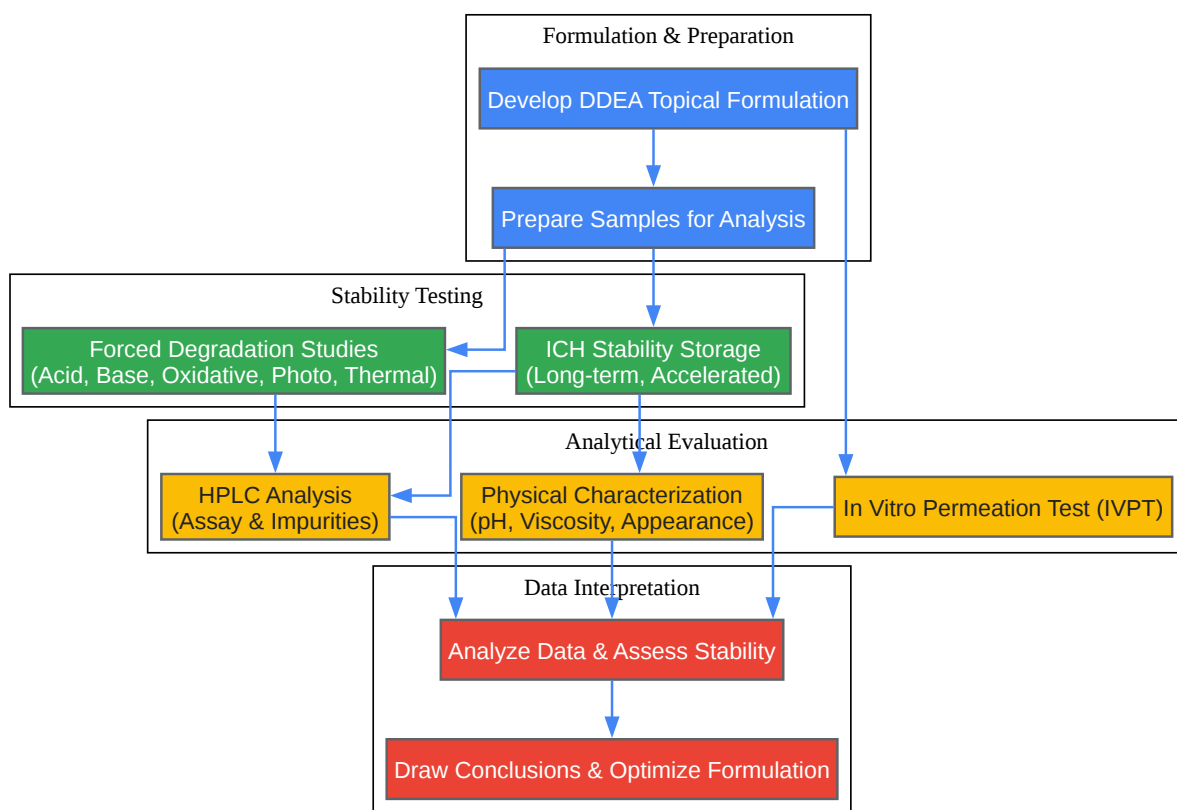 Formulation & Preparation
Develop DDEA Topical Formulation
Prepare Samples for Analysis
Stability Testing
Forced Degradation Studies
(Acid, Base, Oxidative, Photo, Thermal)
ICH Stability Storage
(Long-term, Accelerated)
Analytical Evaluation
HPLC Analysis
(Assay & Impurities)
Physical Characterization
(pH, Viscosity, Appearance)
In Vitro Permeation Test (IVPT)
Data Interpretation
Analyze Data & Assess Stability
Draw Conclusions & Optimize Formulation